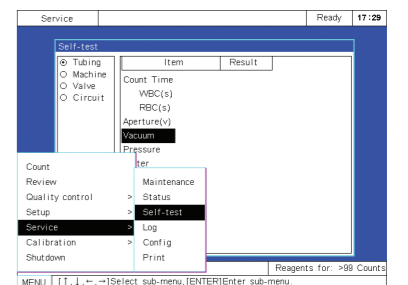 Service Ready 17:29
Self-test
Tubing
Machine
Valve
Circuit
Item Result
Count Time
WBC(s)
RBC(s)
Aperture(v)
Vacuum
Pressure
Count
Review
Quality control >
Setup >
Service >
Calibration >
Shutdown
Maintenance
Status
Self-test
Log
Config
Print
Reagents for: >99 Counts
MENU [↑,↓,←,→]Select sub-menu,[ENTER]Enter sub-menu.